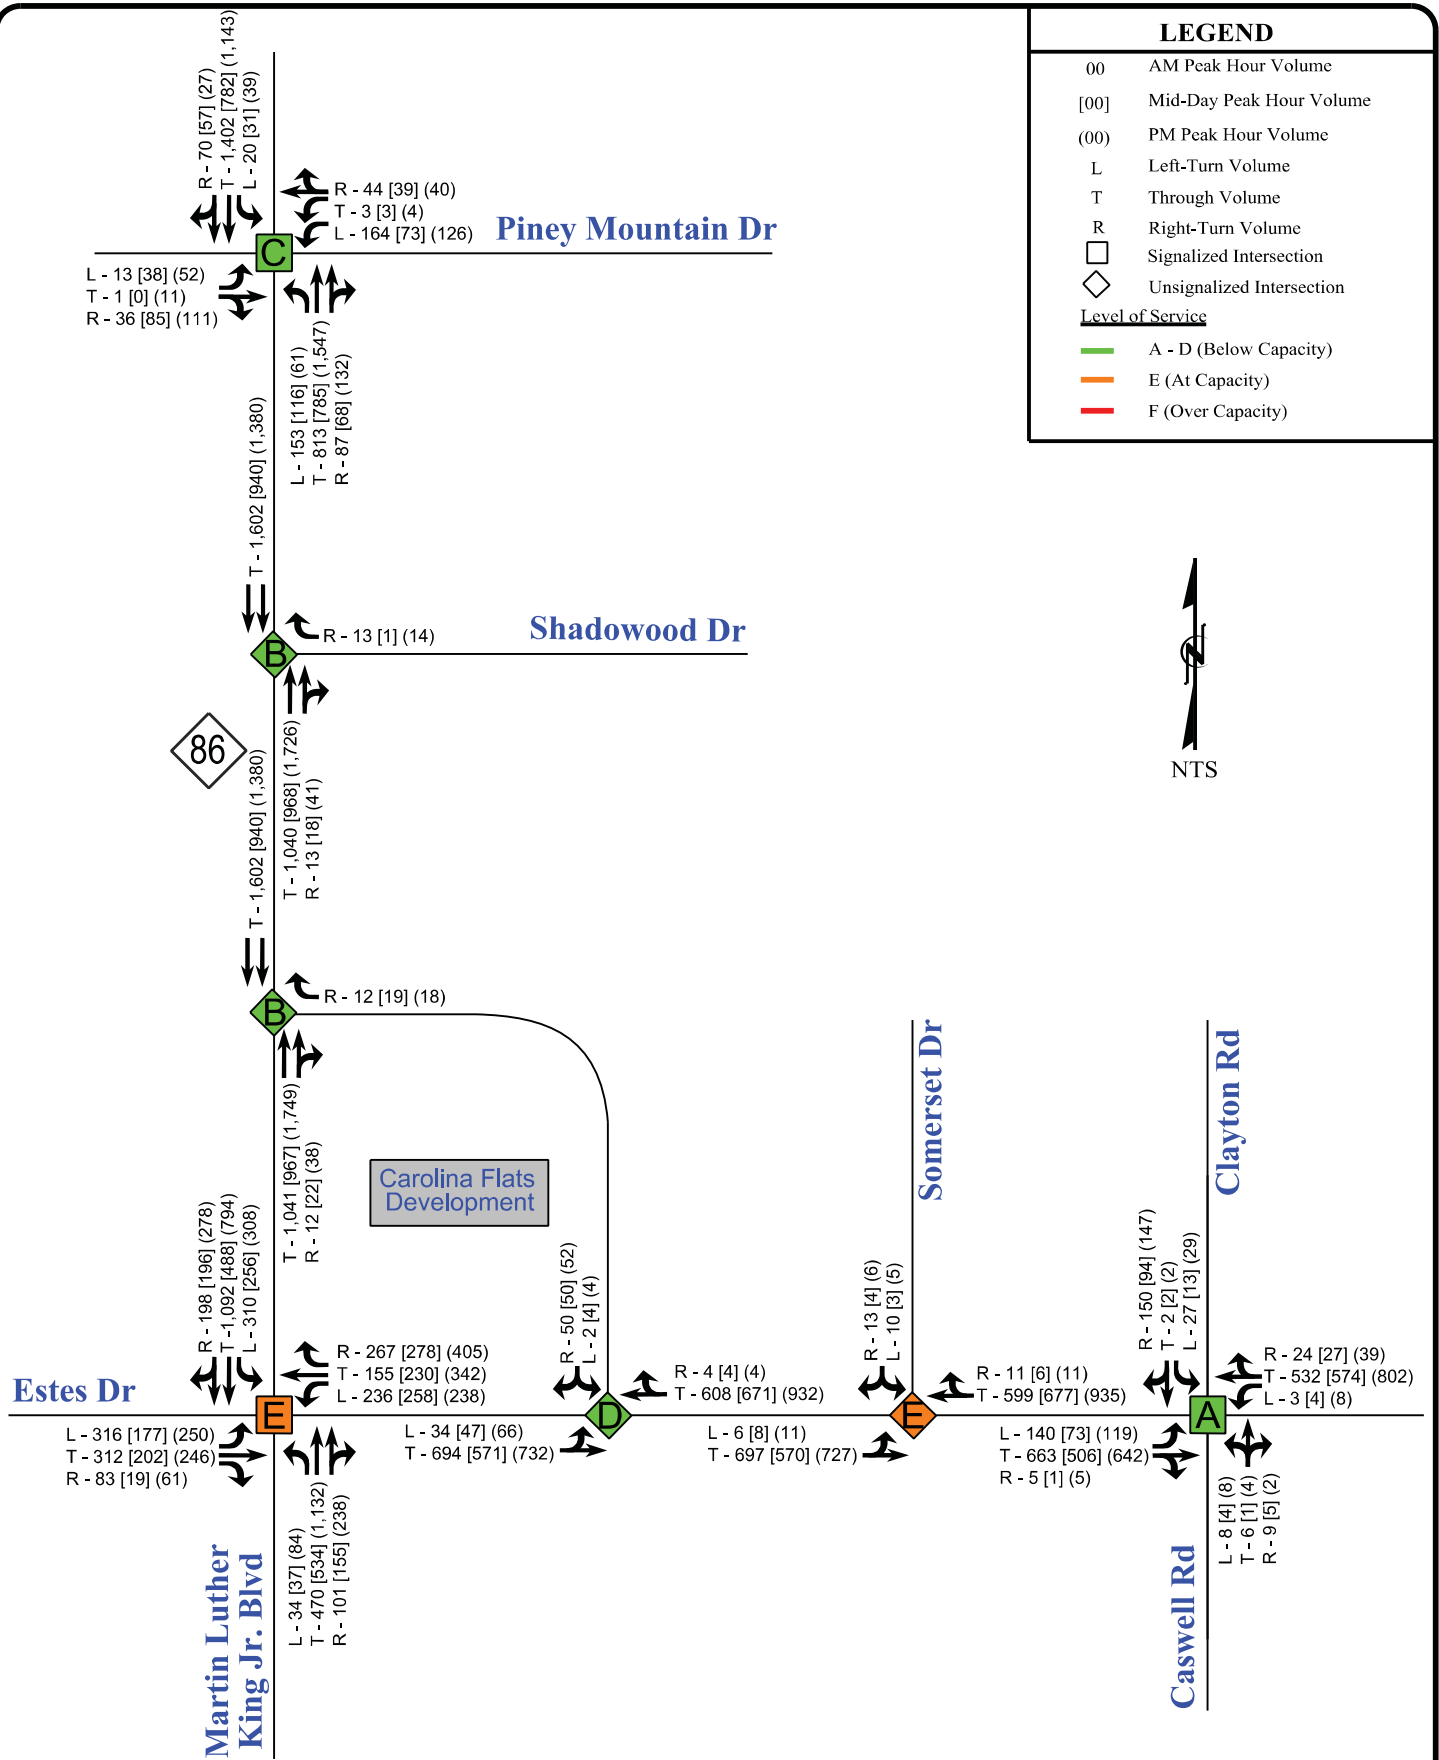 LEGEND
00 AM Peak Hour Volume
[00] Mid-Day Peak Hour Volume
(00) PM Peak Hour Volume
L Left-Turn Volume
T Through Volume
R Right-Turn Volume
Signalized Intersection
Unsignalized Intersection
Level of Service
A - D (Below Capacity)
E (At Capacity)
F (Over Capacity)
R - 70 [57] (27)
T - 1,402 [782] (1,143)
L - 20 [31] (39)
R - 44 [39] (40)
T - 3 [3] (4)
L - 164 [73] (126)
Piney Mountain Dr
C
L - 13 [38] (52)
T - 1 [0] (11)
R - 36 [85] (111)
L - 153 [116] (61)
T - 813 [785] (1,547)
R - 87 [68] (132)
T - 1,602 [940] (1,380)
R - 13 [1] (14)
Shadowood Dr
B
N
NTS
86
T - 1,040 [968] (1,726)
R - 13 [18] (41)
T - 1,602 [940] (1,380)
R - 12 [19] (18)
B
T - 1,041 [967] (1,749)
R - 12 [22] (38)
Carolina Flats
Development
Somerset Dr
Clayton Rd
R - 198 [196] (278)
T -1,092 [488] (794)
L - 310 [256] (308)
R - 267 [278] (405)
T - 155 [230] (342)
L - 236 [258] (238)
Estes Dr
E
L - 316 [177] (250)
T - 312 [202] (246)
R - 83 [19] (61)
L - 34 [37] (84)
T - 470 [534] (1,132)
R - 101 [155] (238)
R - 50 [50] (52)
L - 2 [4] (4)
R - 4 [4] (4)
T - 608 [671] (932)
D
L - 34 [47] (66)
T - 694 [571] (732)
R - 13 [4] (6)
L - 10 [3] (5)
R - 11 [6] (11)
T - 599 [677] (935)
E
L - 6 [8] (11)
T - 697 [570] (727)
R - 150 [94] (147)
T - 2 [2] (2)
L - 27 [13] (29)
R - 24 [27] (39)
T - 532 [574] (802)
L - 3 [4] (8)
A
L - 140 [73] (119)
T - 663 [506] (642)
R - 5 [1] (5)
L - 8 [4] (8)
T - 6 [1] (4)
R - 9 [5] (2)
Martin Luther
King Jr. Blvd
Caswell Rd